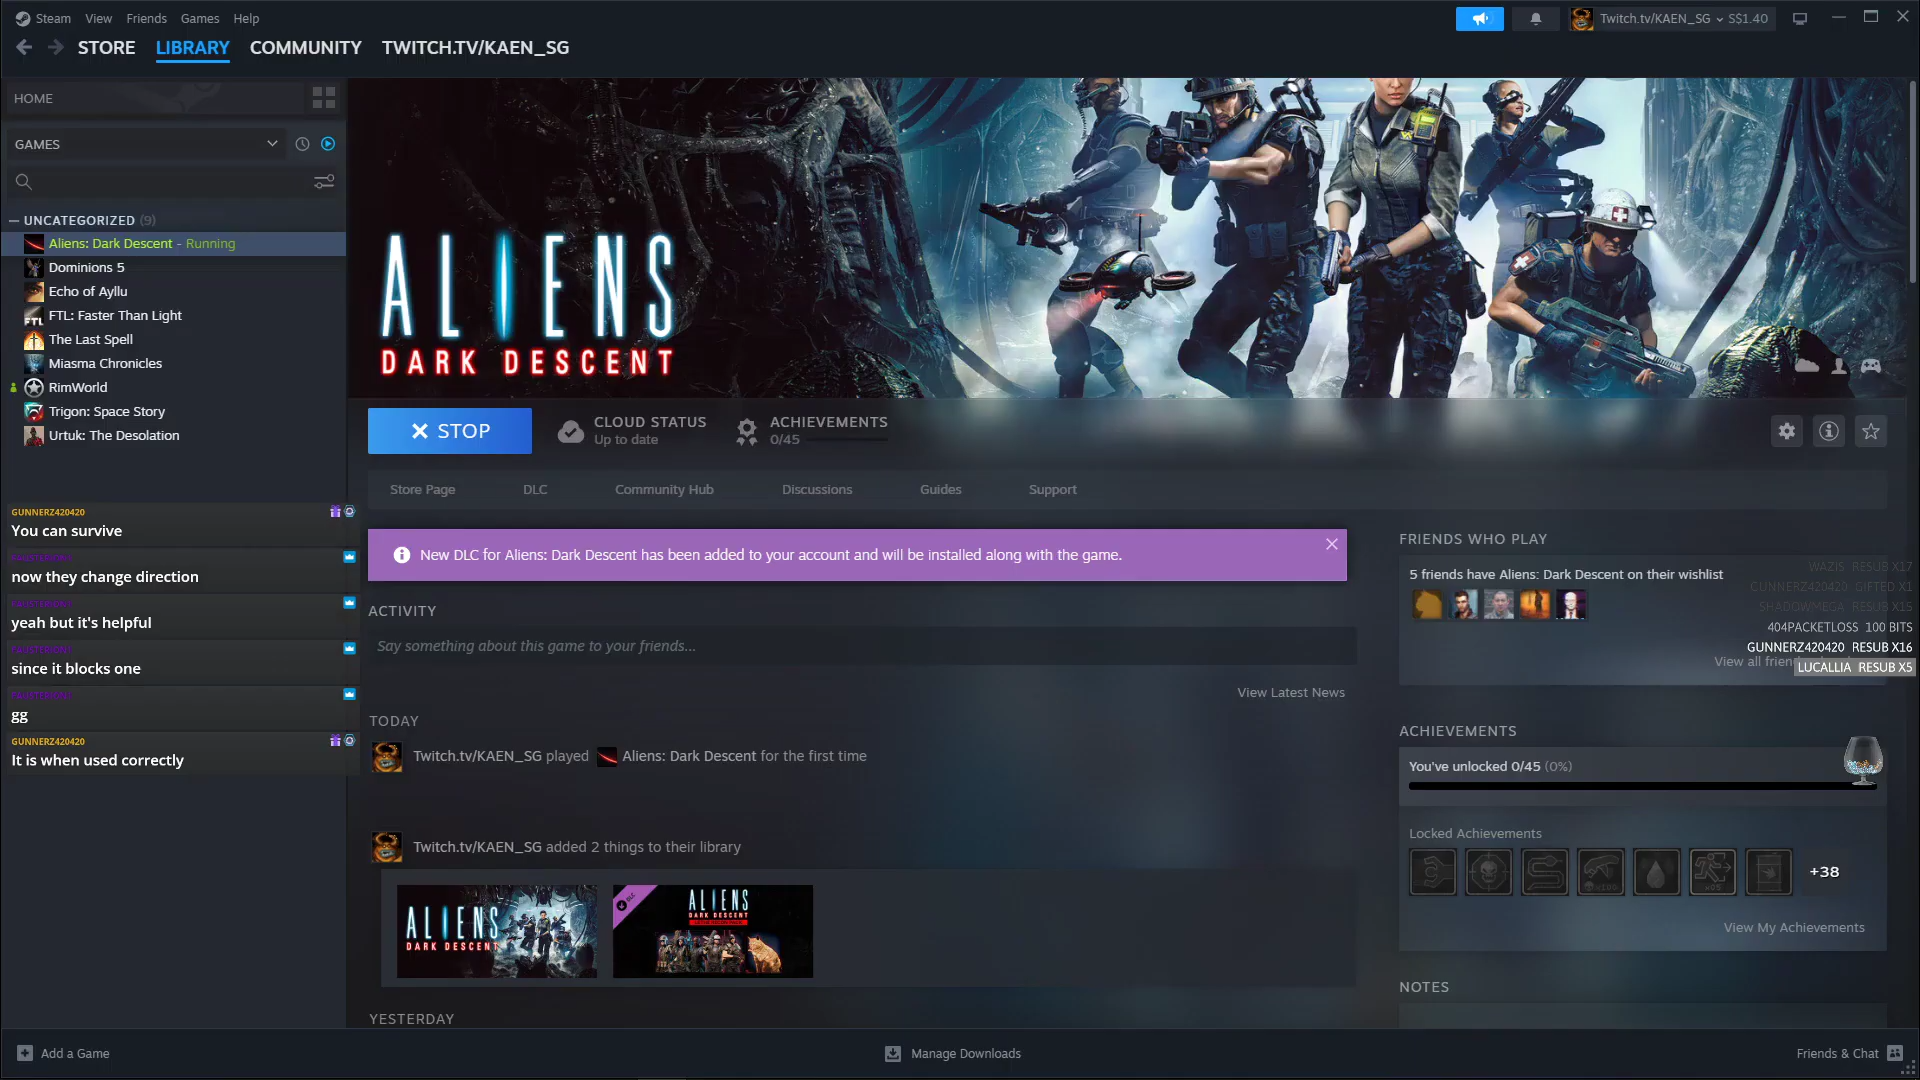 Steam View Friends Games Help
Twitch.tv/KAEN_SG S$1.40
STORE LIBRARY COMMUNITY TWITCH.TV/KAEN_SG
HOME
GAMES
UNCATEGORIZED (9)
Aliens: Dark Descent - Running
Dominions 5
Echo of Ayllu
FTL: Faster Than Light
The Last Spell
Miasma Chronicles
RimWorld
Trigon: Space Story
Urtuk: The Desolation
GUNNERZ420420
You can survive
now they change direction
yeah but it's helpful
since it blocks one
gg
GUNNERZ420420
It is when used correctly
ALIENS
DARK DESCENT
STOP
CLOUD STATUS
Up to date
ACHIEVEMENTS
0/45
Store Page DLC Community Hub Discussions Guides Support
New DLC for Aliens: Dark Descent has been added to your account and will be installed along with the game.
ACTIVITY
Say something about this game to your friends...
View Latest News
TODAY
Twitch.tv/KAEN_SG played Aliens: Dark Descent for the first time
Twitch.tv/KAEN_SG added 2 things to their library
ALIENS
DARK DESCENT
DLC
ALIENS
DARK DESCENT
YESTERDAY
FRIENDS WHO PLAY
5 friends have Aliens: Dark Descent on their wishlist
WAZIS RESUB X17
GUNNERZ420420 GIFTED X1
SHADOWMEGA RESUB X15
404PACKETLOSS 100 BITS
GUNNERZ420420 RESUB X16
View all frien
LUCALLIA RESUB X5
ACHIEVEMENTS
You've unlocked 0/45 (0%)
Locked Achievements
+38
View My Achievements
NOTES
Add a Game
Manage Downloads
Friends & Chat